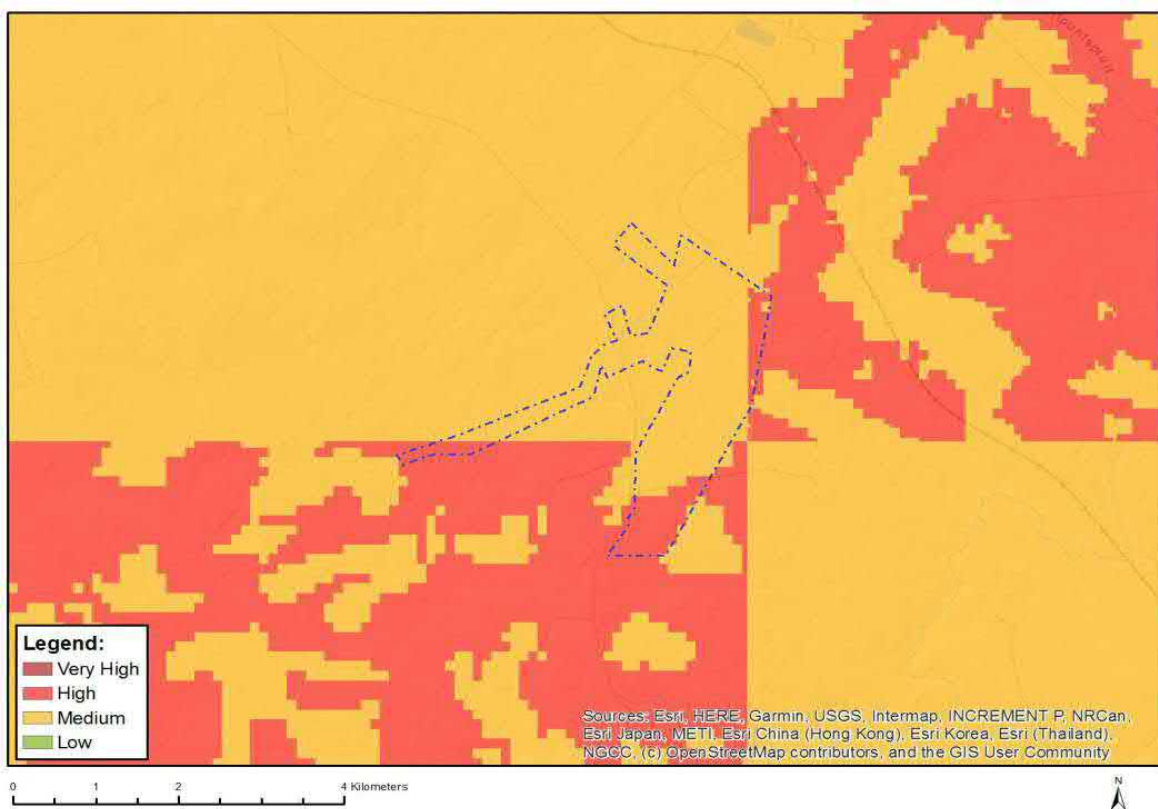 Legend:
Very High
High
Medium
Low
Sources: Esri, HERE, Garmin, USGS, Intermap, INCREMENT P, NRCan,
Esri Japan, METI, Esri China (Hong Kong), Esri Korea, Esri (Thailand),
NGCC, (c) OpenStreetMap contributors, and the GIS User Community
0 1 2 4 Kilometers
N